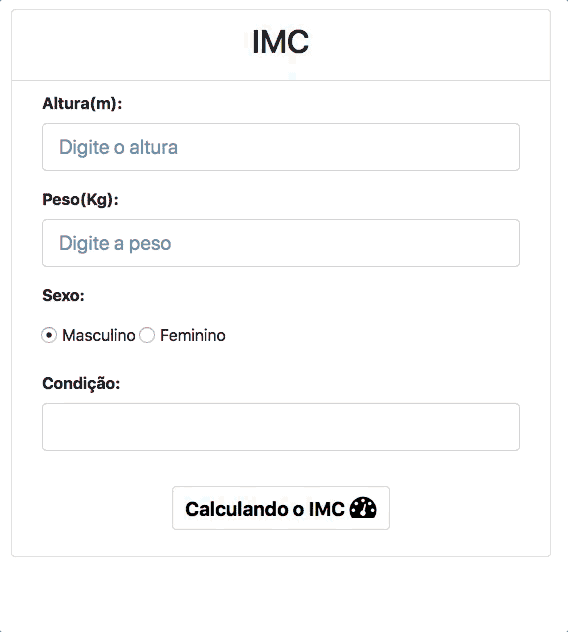 IMC
Altura(m):
Digite o altura
Peso(Kg):
Digite a peso
Sexo:
Masculino Feminino
Condição:
Calculando o IMC